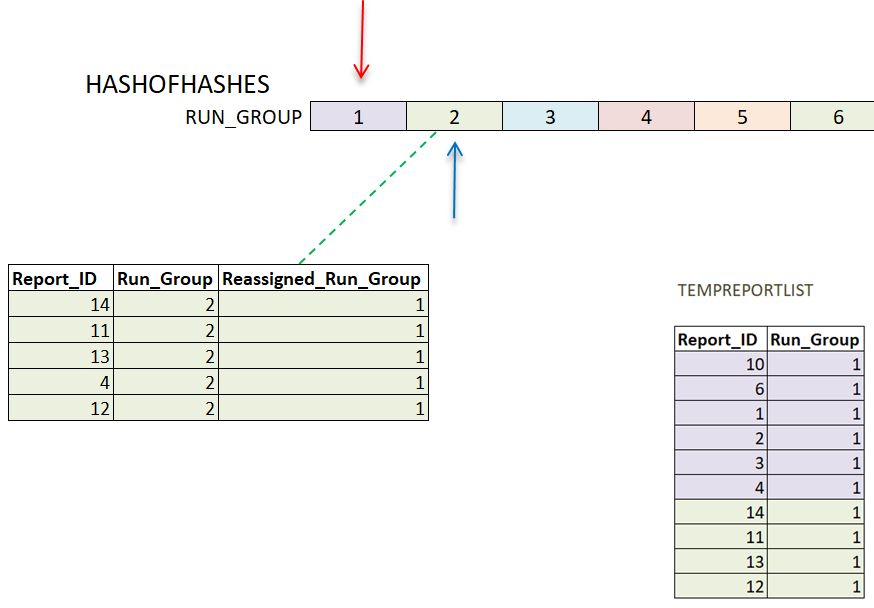 HASHOFHASHES
RUN_GROUP 1 2 3 4 5 6
Report_ID Run_Group Reassigned_Run_Group
14 2 1
11 2 1
13 2 1
4 2 1
12 2 1
TEMPREPORTLIST
Report_ID Run_Group
10 1
6 1
1 1
2 1
3 1
4 1
14 1
11 1
13 1
12 1